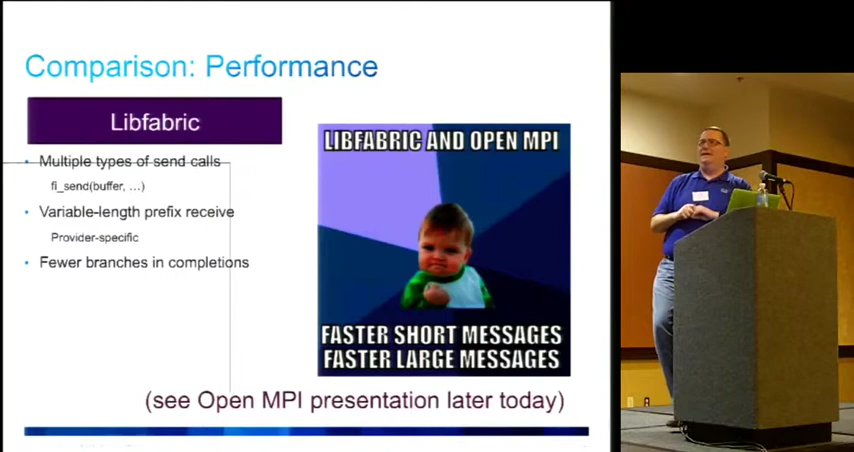 Comparison: Performance
Libfabric
• Multiple types of send calls
fi_send(buffer, ...)
• Variable-length prefix receive
Provider-specific
• Fewer branches in completions
LIBFABRIC AND OPEN MPI
FASTER SHORT MESSAGES
FASTER LARGE MESSAGES
(see Open MPI presentation later today)